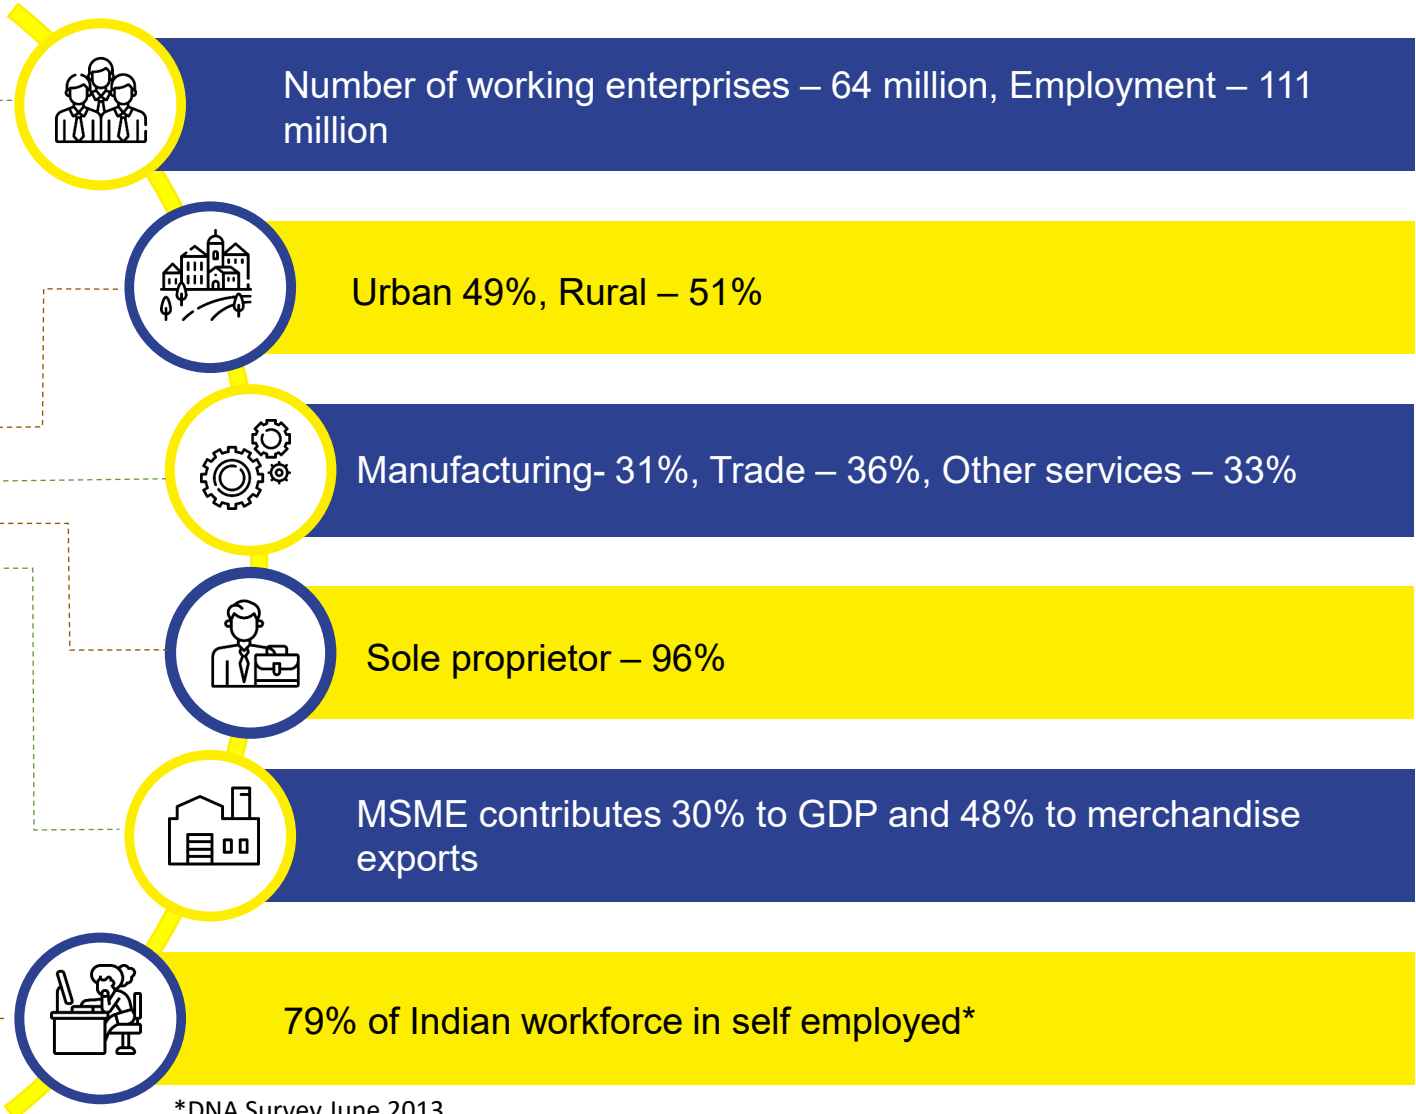 Number of working enterprises – 64 million, Employment – 111
million
Urban 49%, Rural – 51%
Manufacturing- 31%, Trade – 36%, Other services – 33%
Sole proprietor – 96%
MSME contributes 30% to GDP and 48% to merchandise
exports
79% of Indian workforce in self employed*
*DNA Survey June 2013